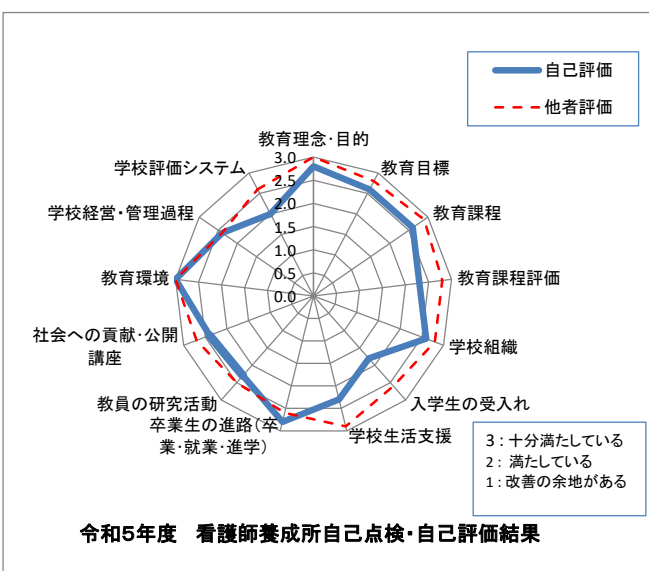 自己評価
他者評価
教育理念・目的
教育目標
教育課程
教育課程評価
学校組織
入学生の受入れ
学校生活支援
卒業生の進路(卒
業・就業・進学)
教員の研究活動
社会への貢献・公開
講座
教育環境
学校経営・管理過程
学校評価システム
3.0
2.5
2.0
1.5
1.0
0.5
0.0
3:十分満たしている
2:満たしている
1:改善の余地がある
令和5年度 看護師養成所自己点検・自己評価結果